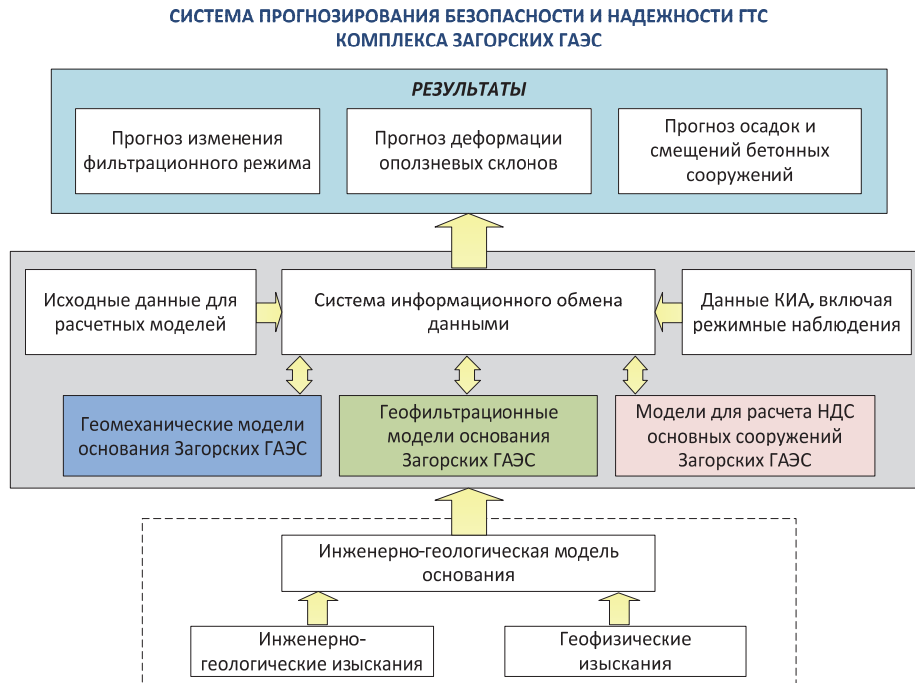 СИСТЕМА ПРОГНОЗИРОВАНИЯ БЕЗОПАСНОСТИ И НАДЕЖНОСТИ ГТС
КОМПЛЕКСА ЗАГОРСКИХ ГАЭС
РЕЗУЛЬТАТЫ
Прогноз изменения
фильтрационного режима
Прогноз деформации
оползневых склонов
Прогноз осадок и
смещений бетонных
сооружений
Исходные данные для
расчетных моделей
Система информационного обмена
данными
Данные КИА, включая
режимные наблюдения
Геомеханические модели
основания Загорских ГАЭС
Геофильтрационные
модели основания
Загорских ГАЭС
Модели для расчета НДС
основных сооружений
Загорских ГАЭС
Инженерно-геологическая модель
основания
Инженерно-
геологические изыскания
Геофизические
изыскания